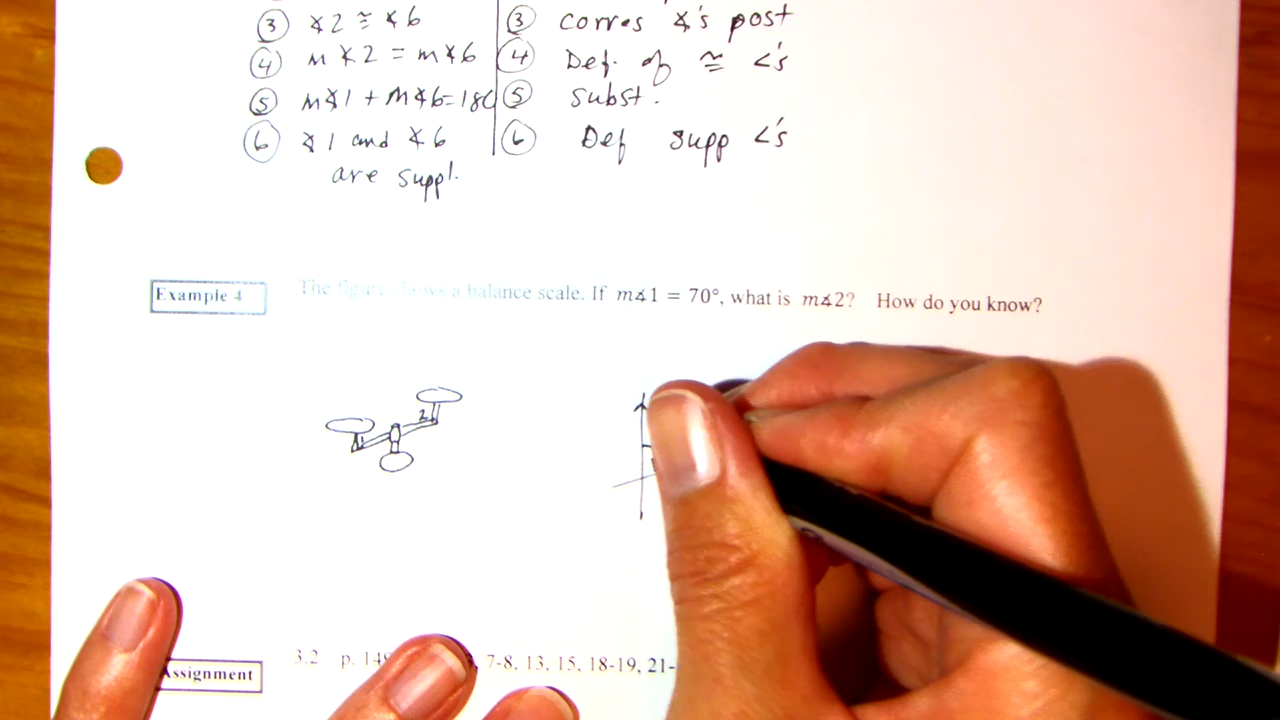 ③ ∡2 ≅ ∡6 ③ corres ∡'s post
④ m∡2 = m∡6 ④ Def. of ≅ <'s
⑤ m∡1 + m∡6=180 ⑤ subst.
⑥ ∡1 and ∡6 ⑥ Def supp <'s
are suppl.
Example 4 The figure shows a balance scale. If m∡1 = 70°, what is m∡2? How do you know?
2
1
3.2 p. 149 7-8, 13, 15, 18-19, 21-
Assignment